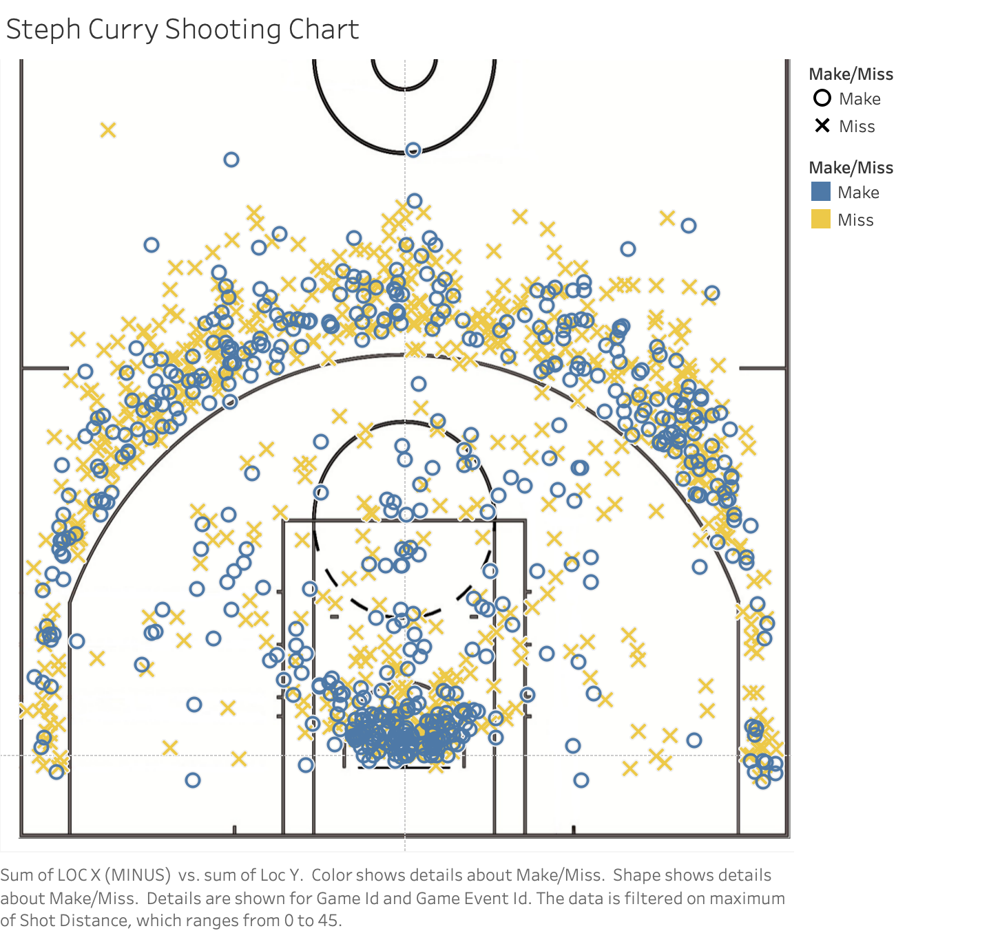 Steph Curry Shooting Chart
Make/Miss
Make
Miss
Make/Miss
Make
Miss
Sum of LOC X (MINUS) vs. sum of Loc Y. Color shows details about Make/Miss. Shape shows details
about Make/Miss. Details are shown for Game Id and Game Event Id. The data is filtered on maximum
of Shot Distance, which ranges from 0 to 45.